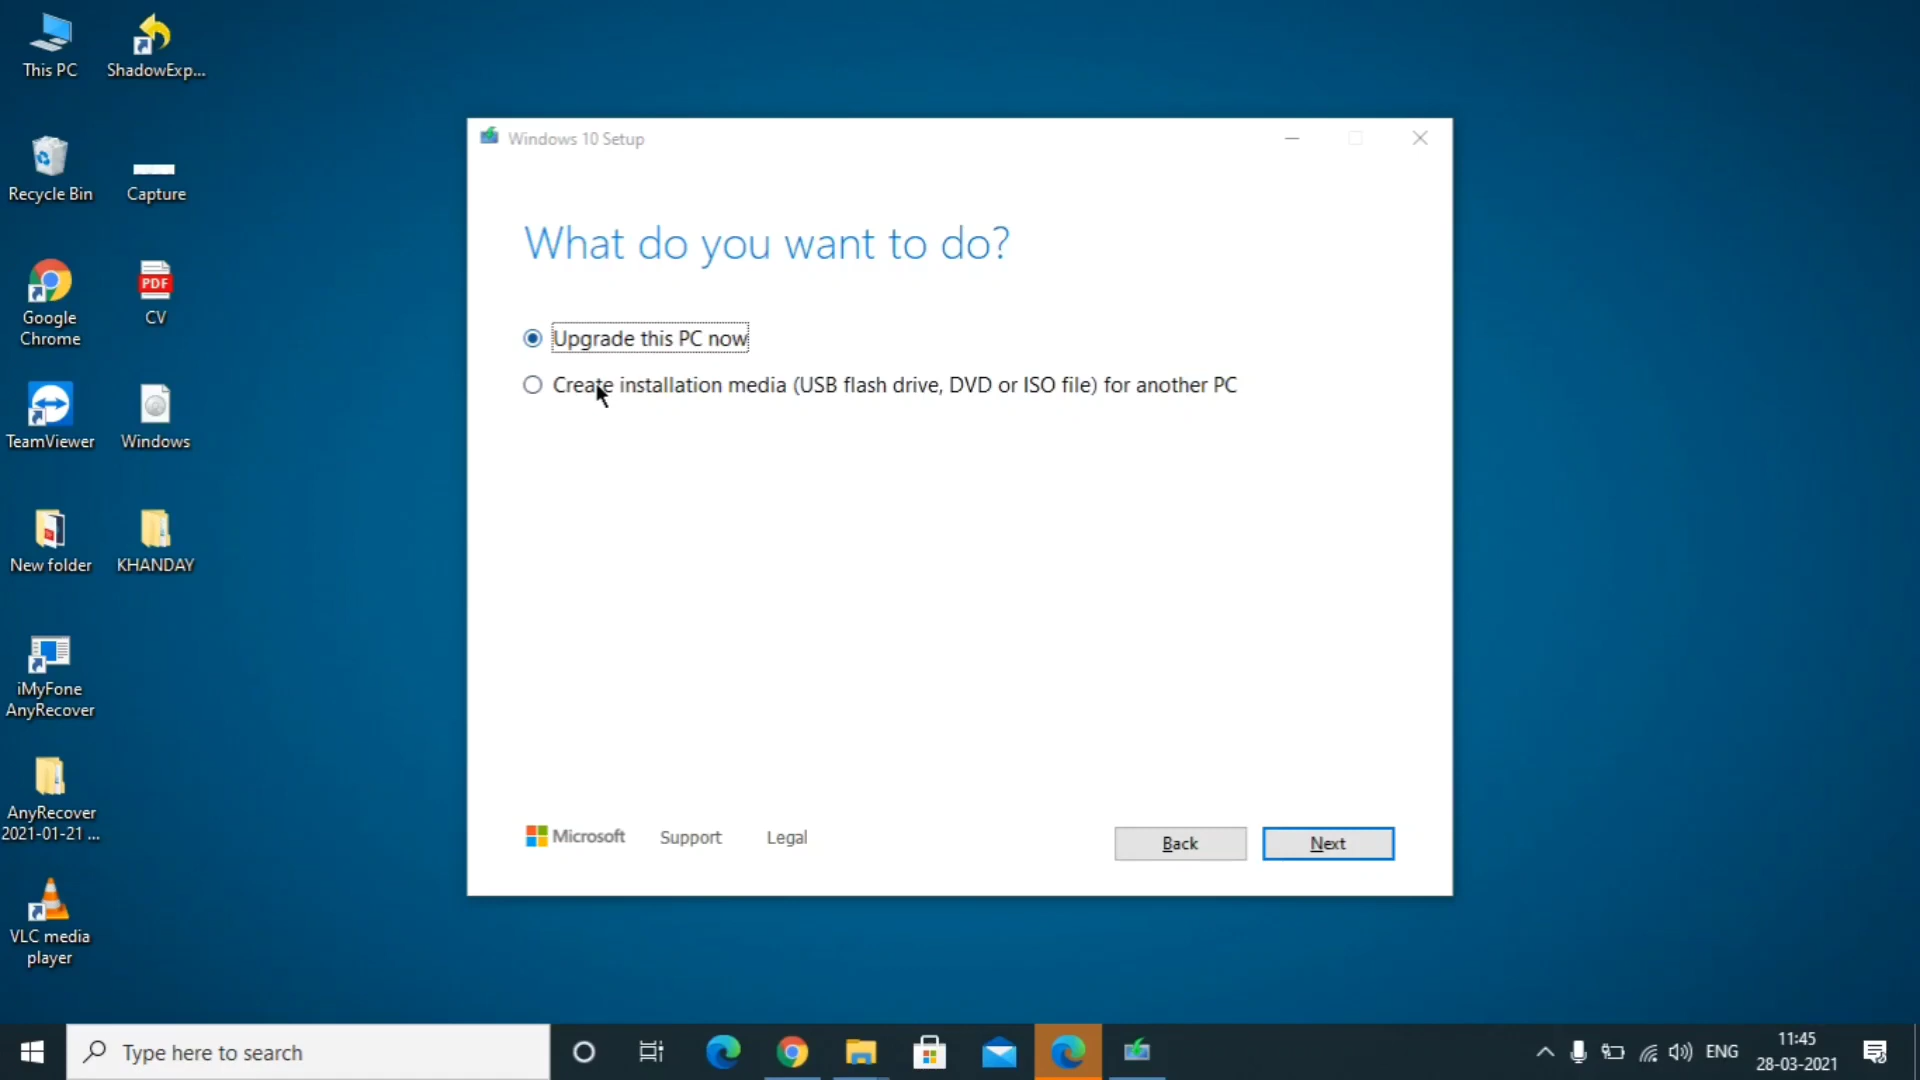 This PC
ShadowExp...
Recycle Bin
Capture
Google
Chrome
PDF
CV
TeamViewer
Windows
New folder
KHANDAY
iMyFone
AnyRecover
AnyRecover
2021-01-21 ...
VLC media
player
Windows 10 Setup
What do you want to do?
Upgrade this PC now
Create installation media (USB flash drive, DVD or ISO file) for another PC
Microsoft
Support
Legal
Back
Next
Type here to search
ENG
11:45
28-03-2021